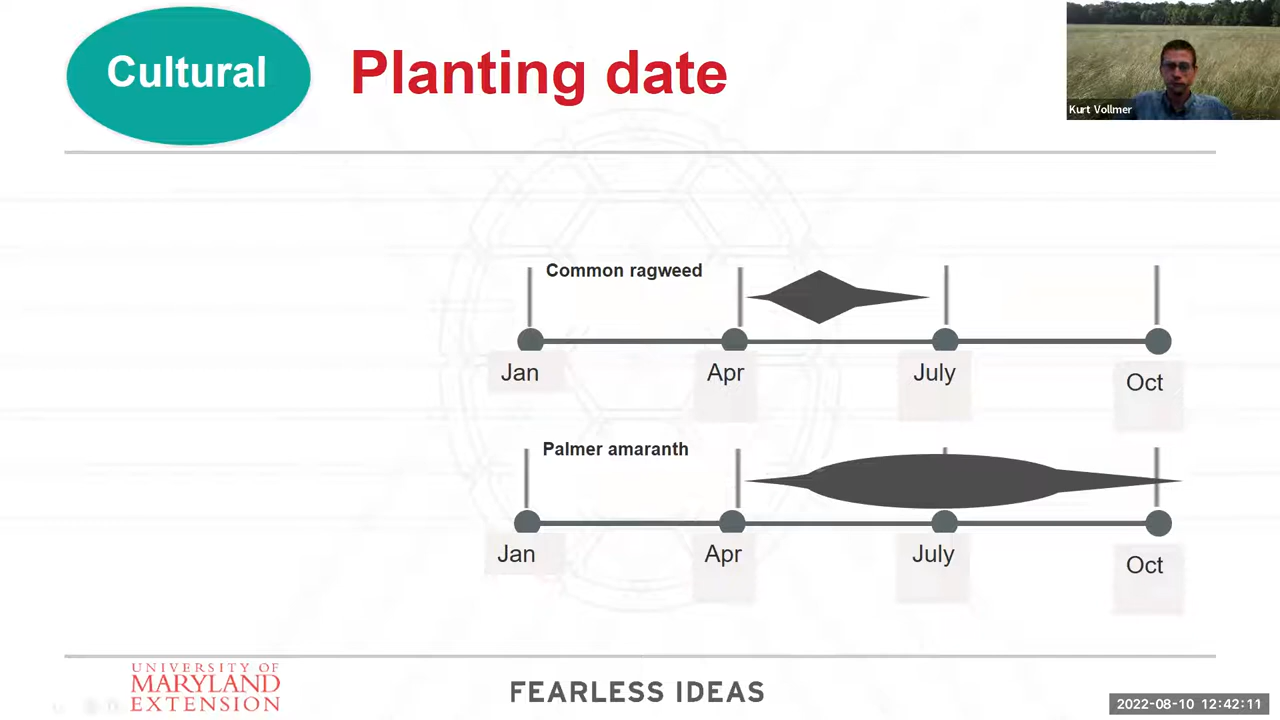 Cultural
Planting date
Kurt Vollmer
Common ragweed
Jan
Apr
July
Oct
Palmer amaranth
Jan
Apr
July
Oct
UNIVERSITY OF
MARYLAND
EXTENSION
FEARLESS IDEAS
2022-08-10 12:42:11